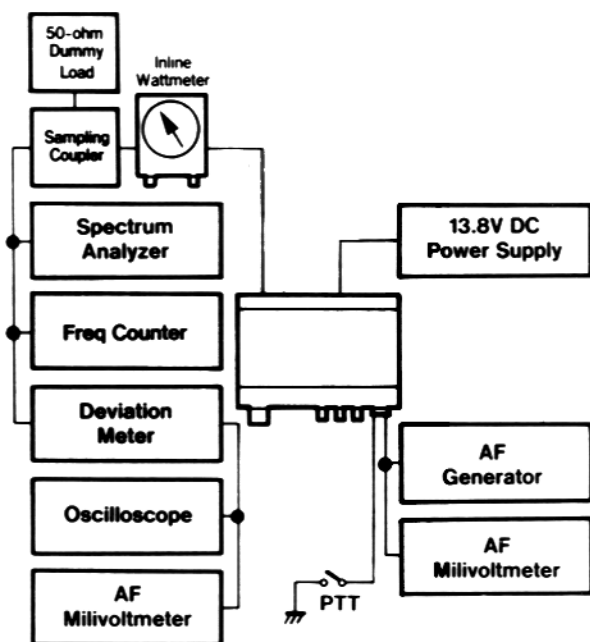 50-ohm
Dummy
Load
Inline
Wattmeter
Sampling
Coupler
Spectrum
Analyzer
13.8V DC
Power Supply
Freq Counter
Deviation
Meter
AF
Generator
Oscilloscope
AF
Milivoltmeter
PTT
AF
Milivoltmeter